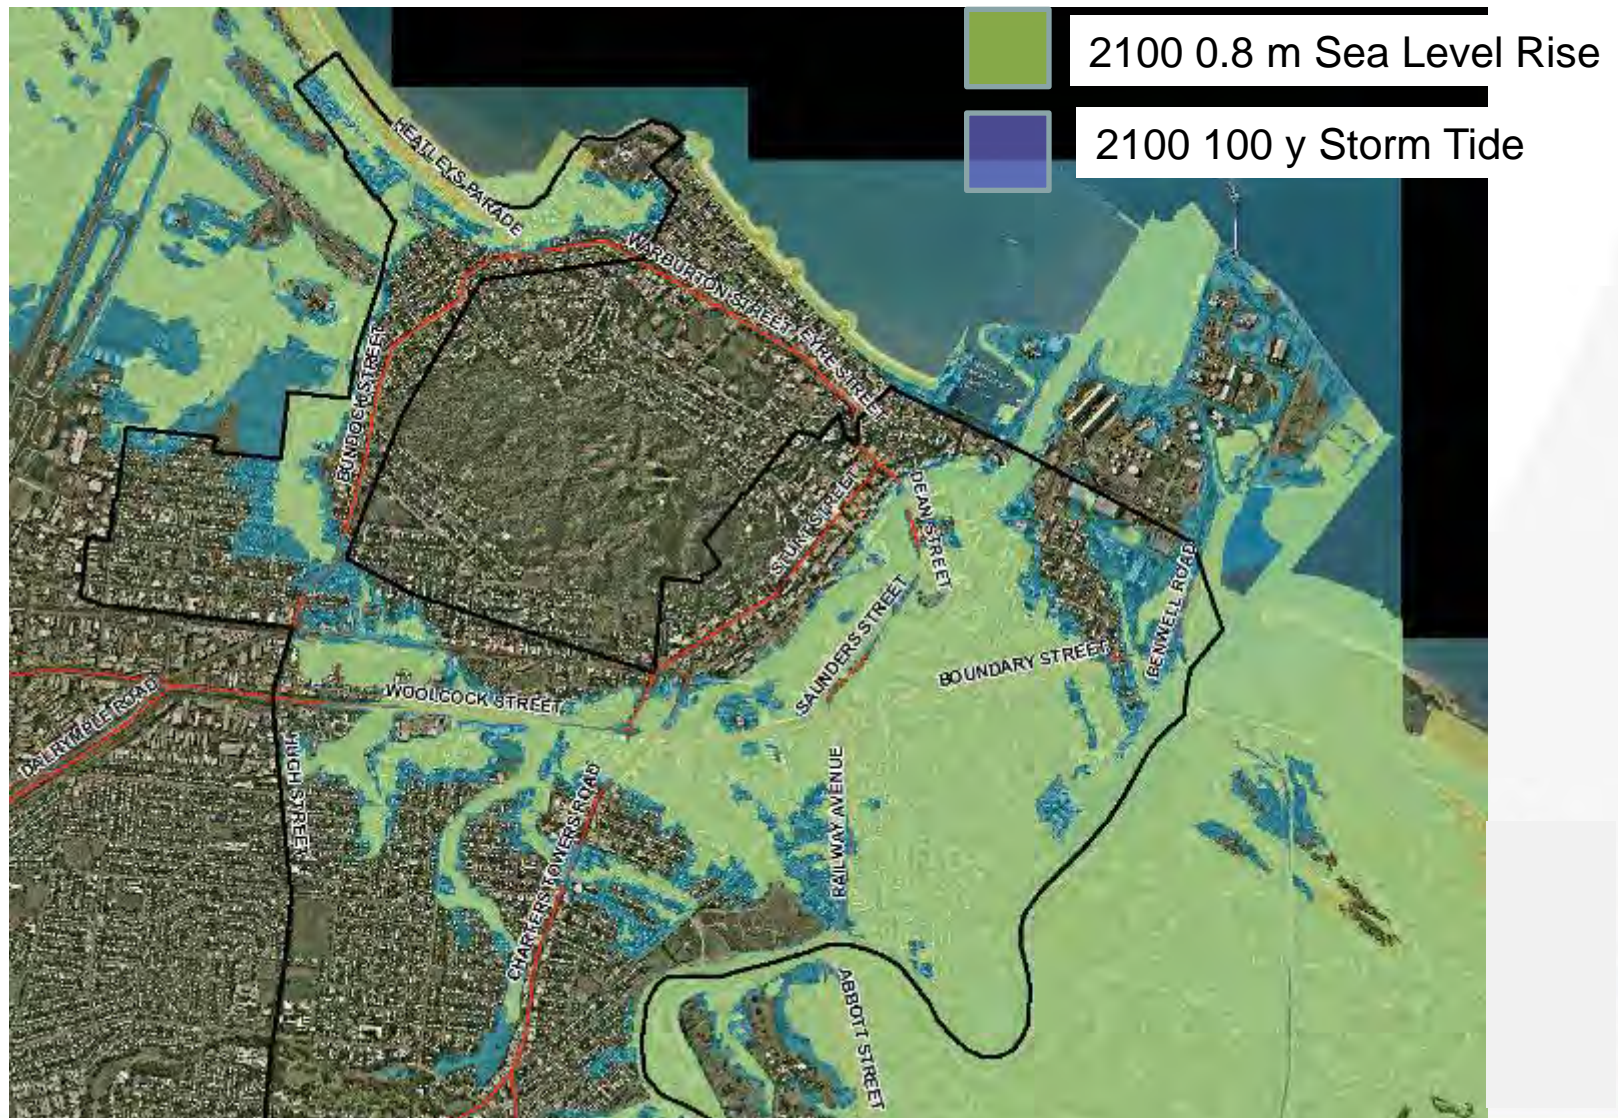 2100 0.8 m Sea Level Rise
2100 100 y Storm Tide
HEATLEYS PARADE
WARBURTON STREET / EYRE STREET
BUNDOCK STREET
STURT STREET
DEAN STREET
SAUNDERS STREET
BOUNDARY STREET
BENWELL ROAD
WOOLCOCK STREET
DALRYMPLE ROAD
HUGH STREET
CHARTERS TOWERS ROAD
RAILWAY AVENUE
ABBOTT STREET